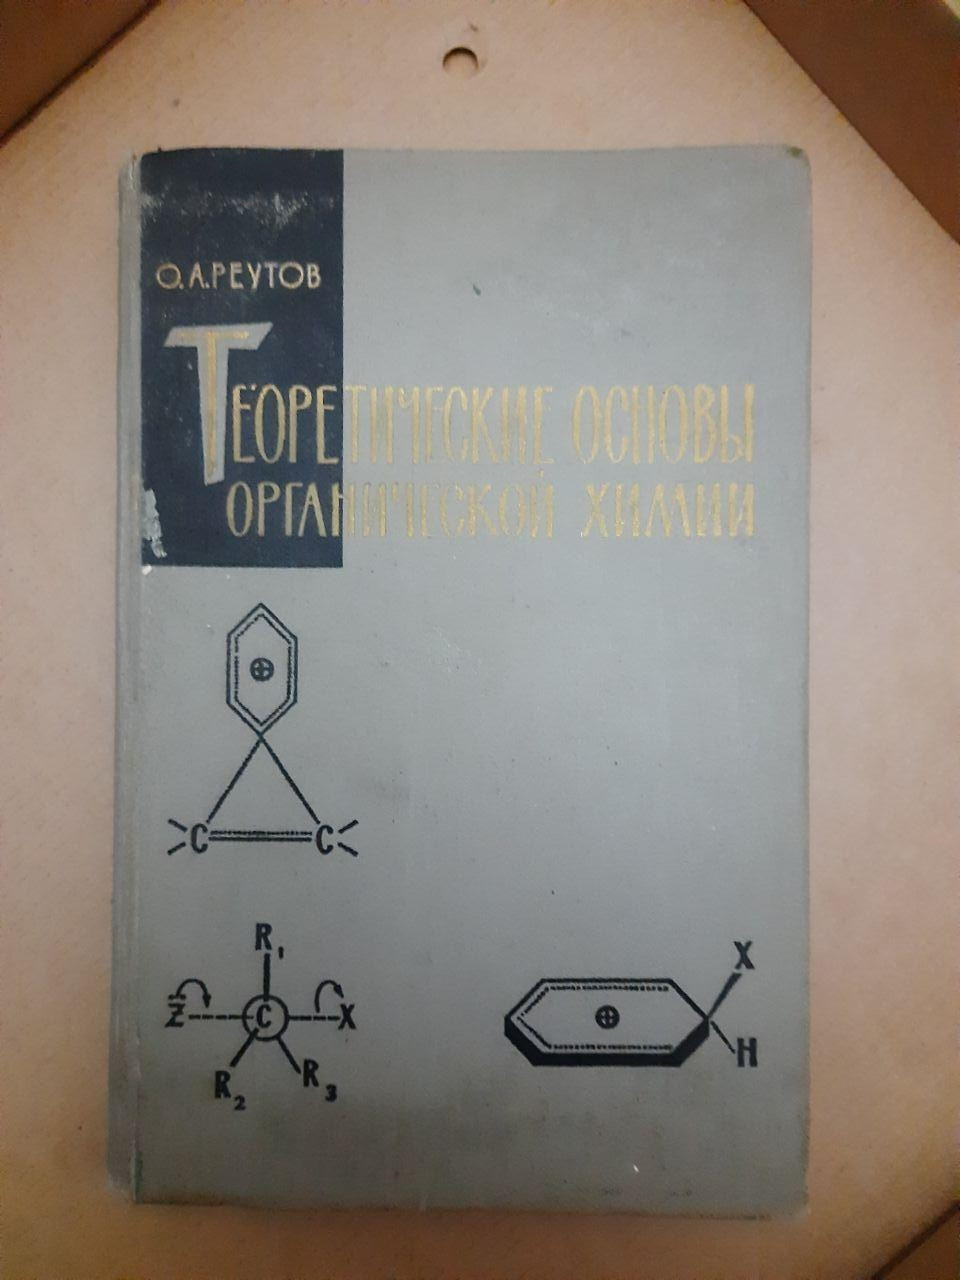 О.А.РЕУТОВ
ТЕОРЕТИЧЕСКИЕ ОСНОВЫ
ОРГАНИЧЕСКОЙ ХИМИИ
⊕
C C
R₁
Z̄ C X
R₂ R₃
X
⊕
H